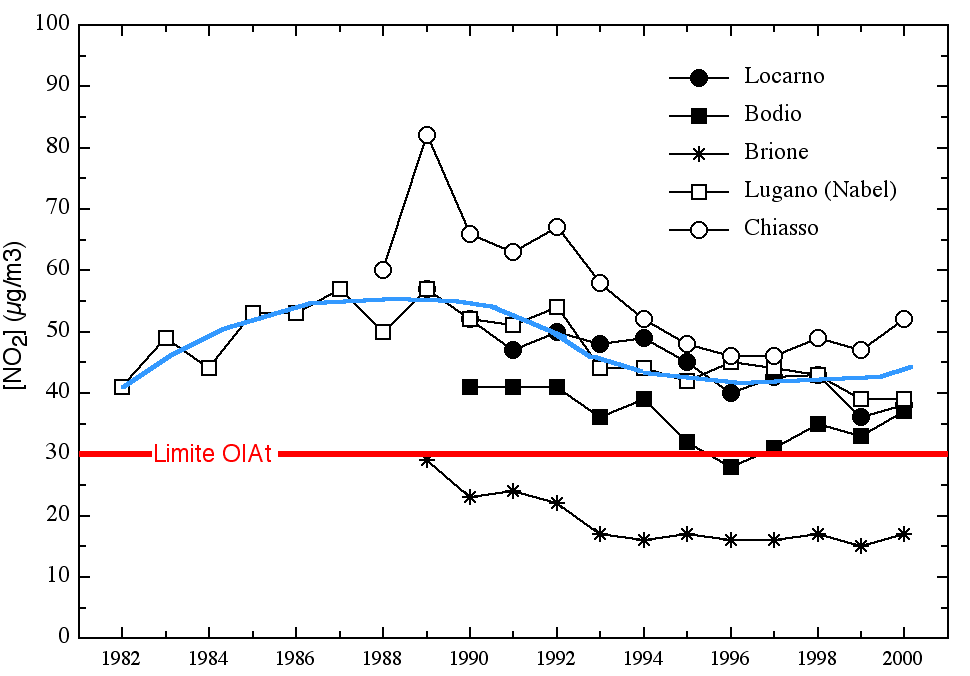 100
90
80
70
60
50
40
30
20
10
0
[NO2] (µg/m3)
Locarno
Bodio
Brione
Lugano (Nabel)
Chiasso
Limite OIAt
1982 1984 1986 1988 1990 1992 1994 1996 1998 2000